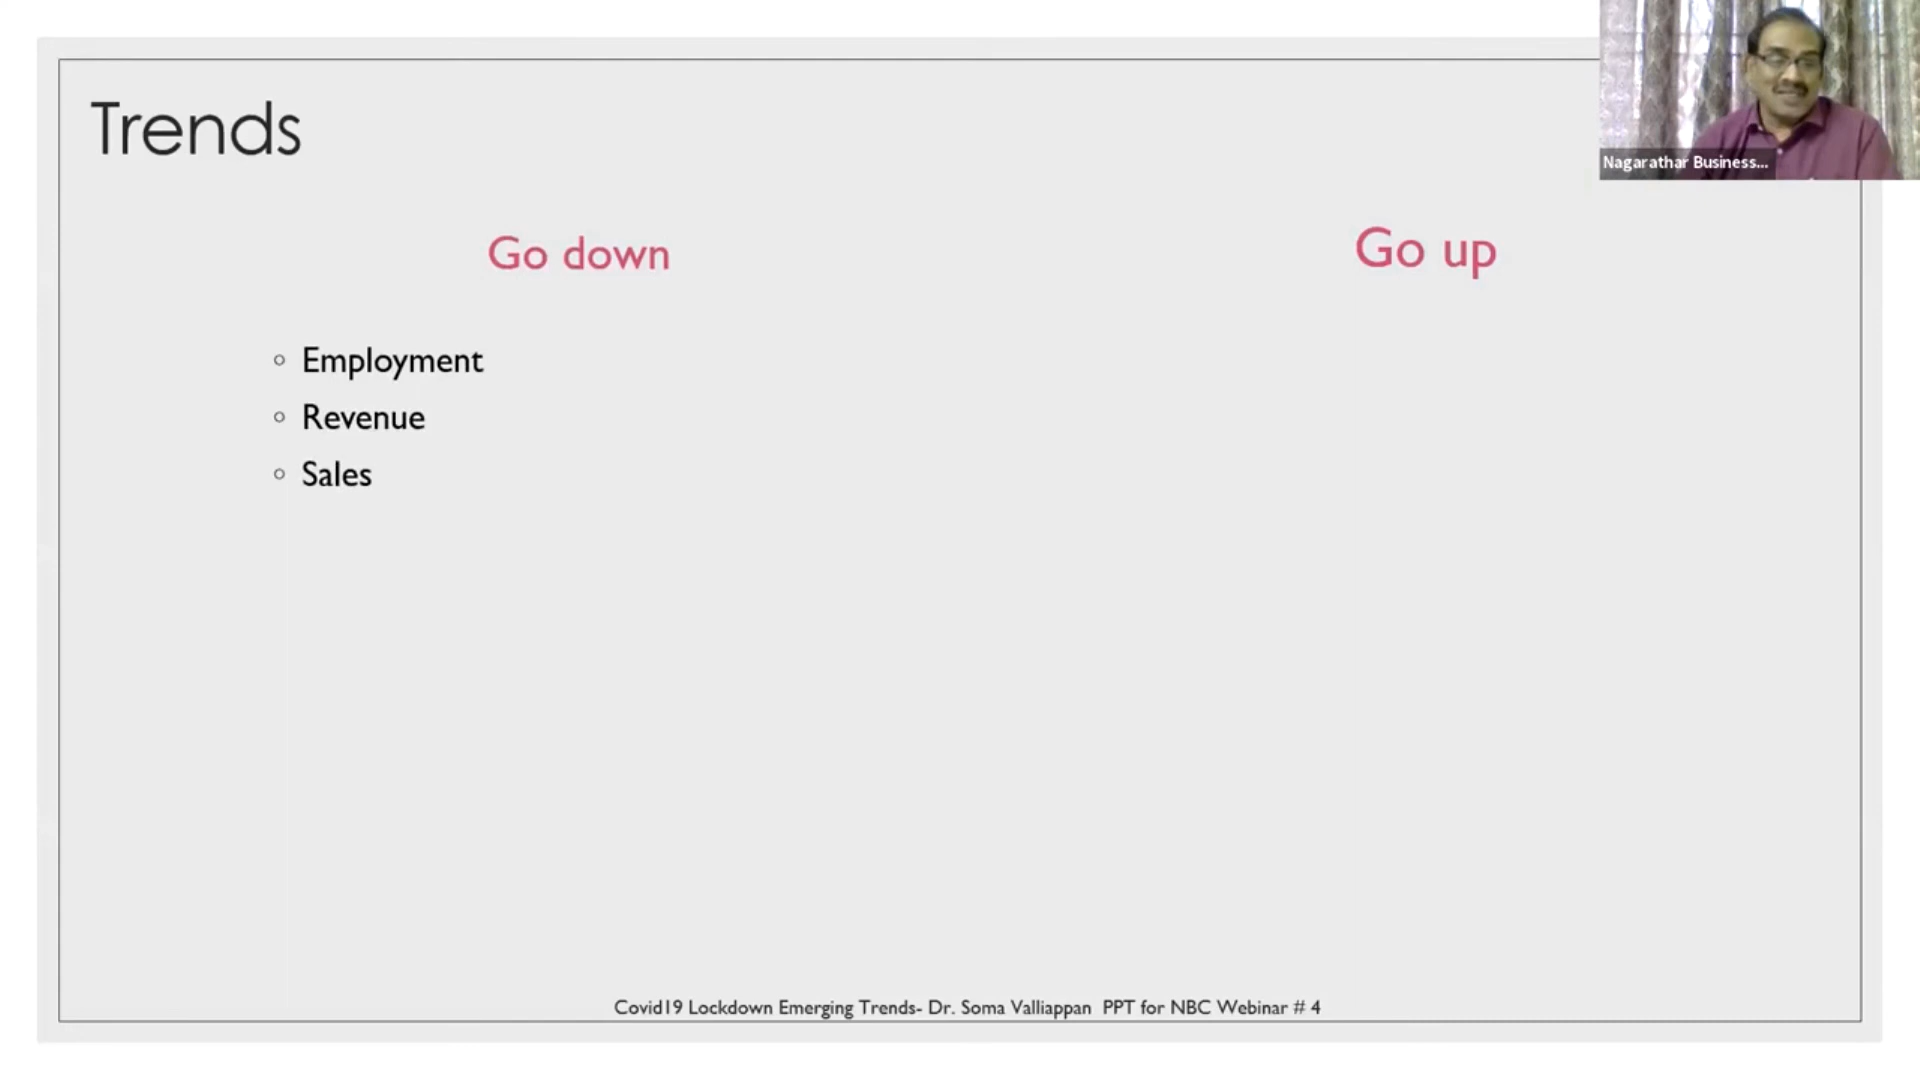 Trends
Nagarathar Business...
Go down
Go up
Employment
Revenue
Sales
Covid19 Lockdown Emerging Trends- Dr. Soma Valliappan PPT for NBC Webinar # 4